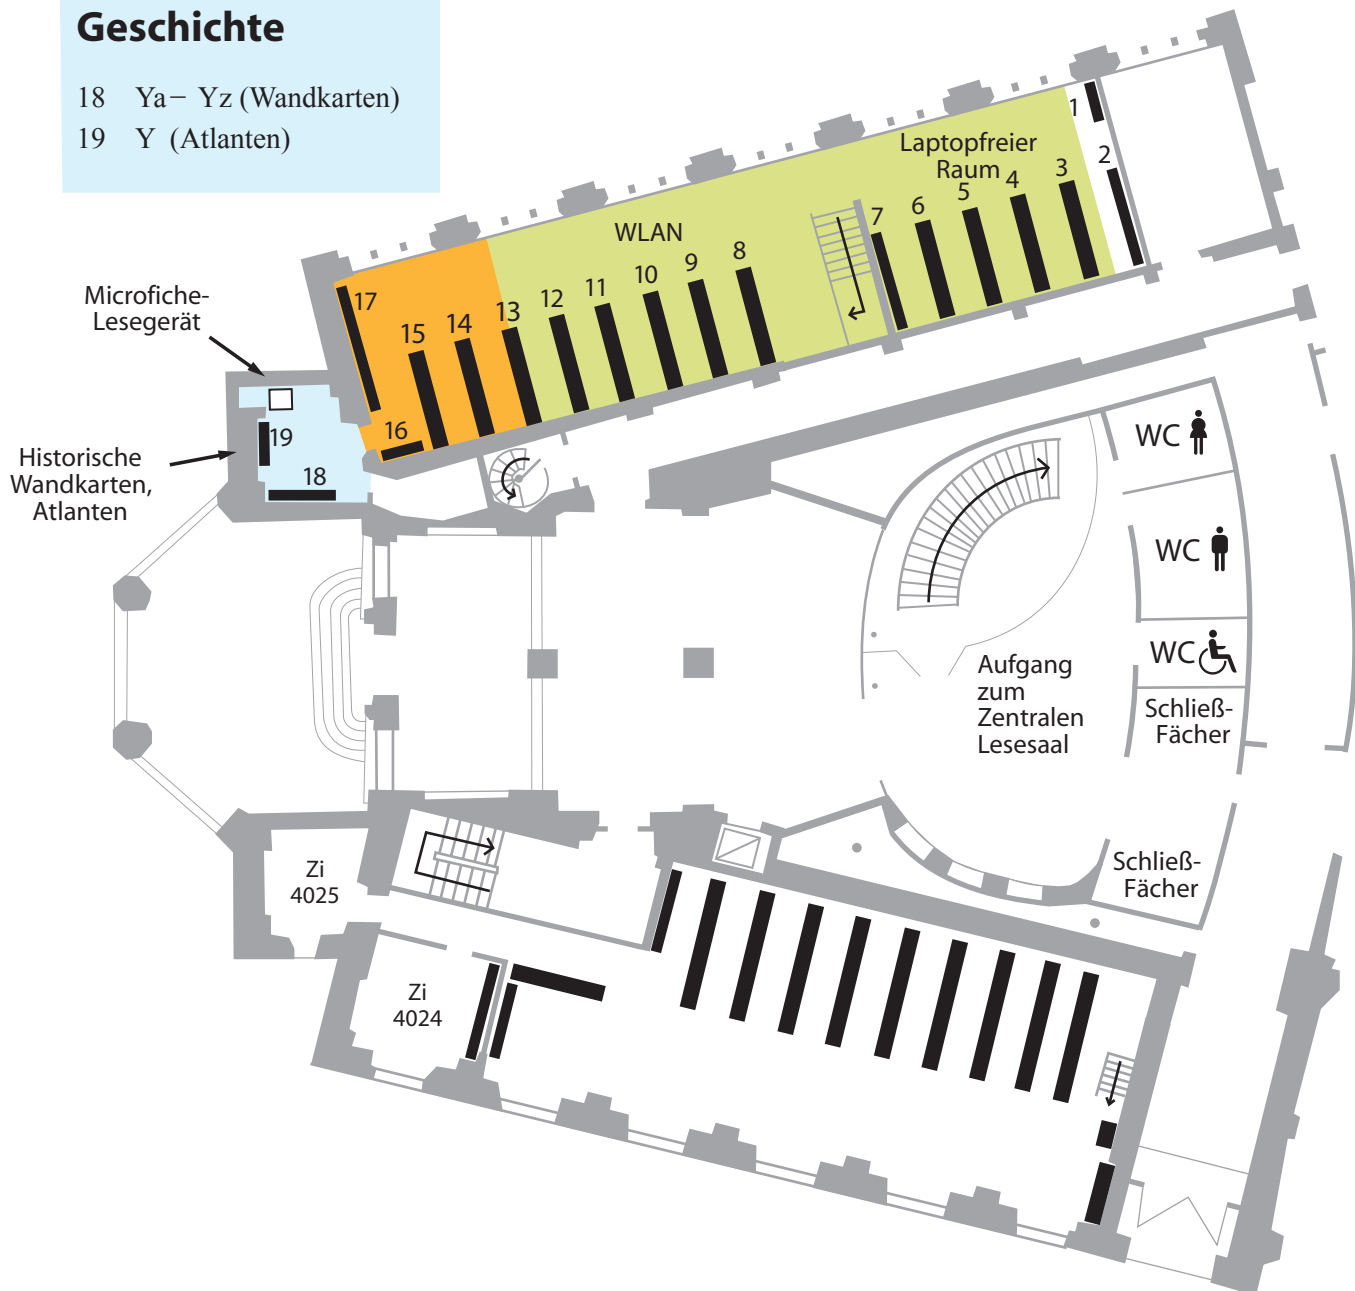 Geschichte
18 Ya – Yz (Wandkarten)
19 Y (Atlanten)
1
Laptopfreier
Raum
2
3
4
5
6
7
WLAN
8
9
10
11
12
13
14
15
17
16
Microfiche-
Lesegerät
19
18
Historische
Wandkarten,
Atlanten
WC
WC
WC
Aufgang
zum
Zentralen
Lesesaal
Schließ-
Fächer
Schließ-
Fächer
Zi
4025
Zi
4024